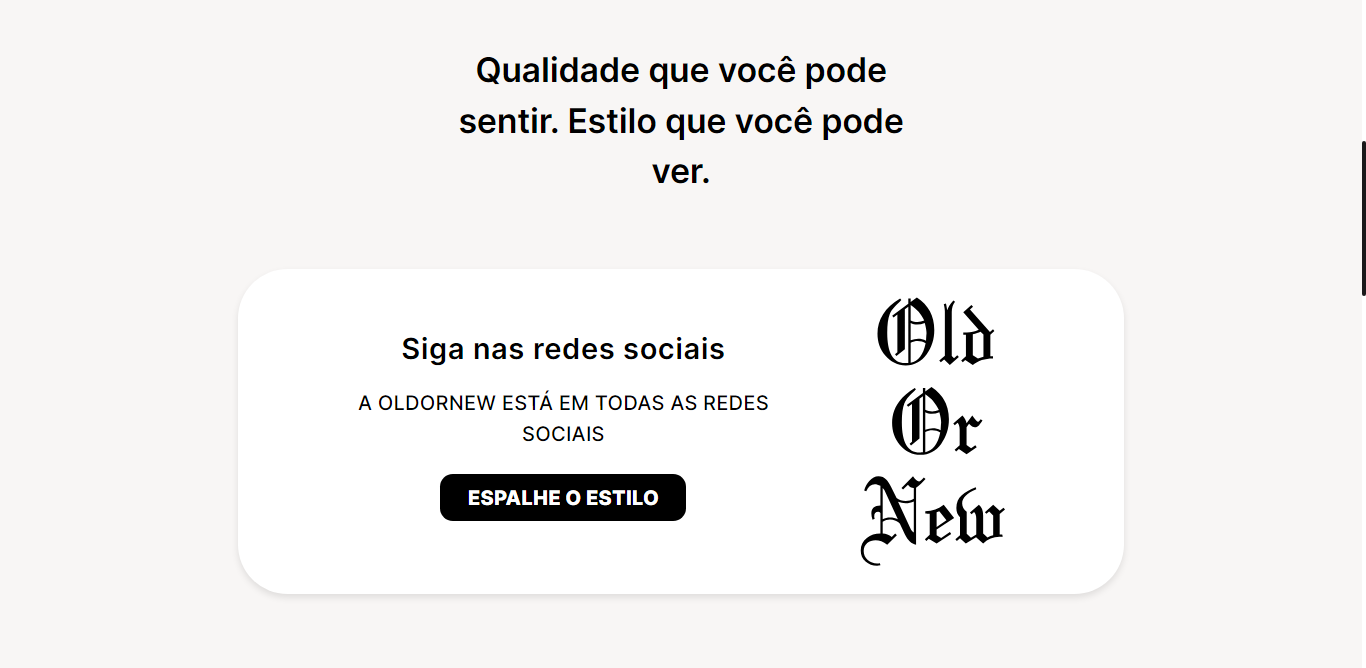 Qualidade que você pode
sentir. Estilo que você pode
ver.
Siga nas redes sociais
A OLDORNEW ESTÁ EM TODAS AS REDES
SOCIAIS
ESPALHE O ESTILO
Old
Or
New